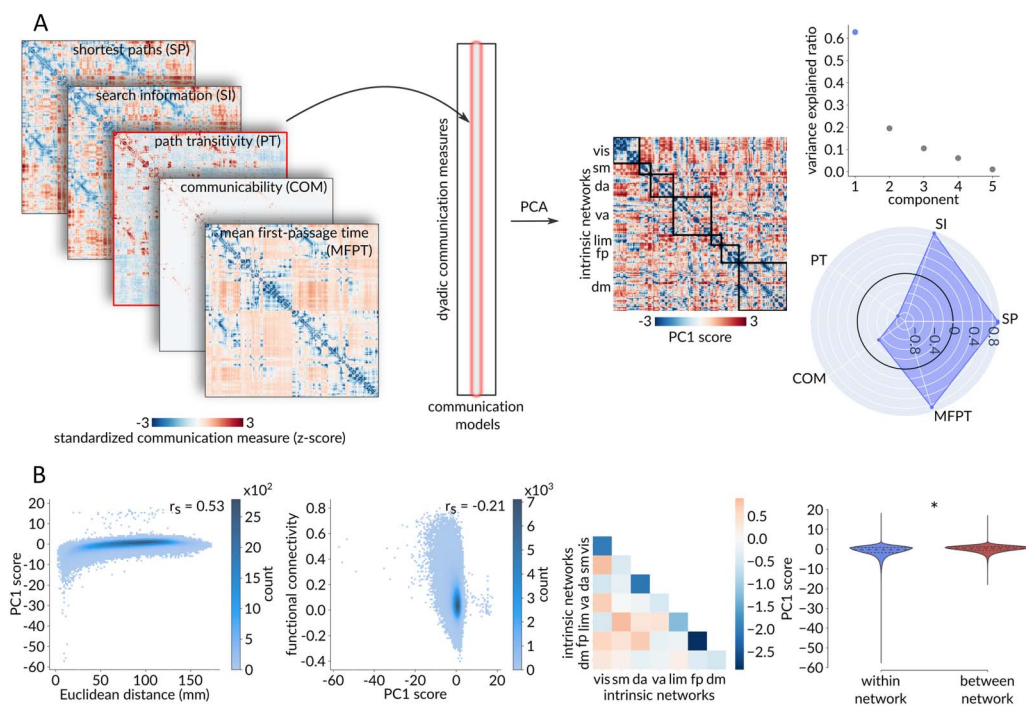 A
shortest paths (SP)
search information (SI)
path transitivity (PT)
communicability (COM)
mean first-passage time
(MFPT)
-3
3
standardized communication measure (z-score)
dyadic communication measures
communication
models
PCA
intrinsic networks
vis
sm
da
va
lim
fp
dm
-3
3
PC1 score
variance explained ratio
0.6
0.5
0.4
0.3
0.2
0.1
0.0
1 2 3 4 5
component
SI
PT
SP
COM
MFPT
-0.8
-0.4
0
0.4
0.8
B
PC1 score
20
10
0
-10
-20
-30
-40
-50
-60
0 50 100 150
Euclidean distance (mm)
rs = 0.53
x10²
25
20
15
10
5
0
count
functional connectivity
1.0
0.8
0.6
0.4
0.2
0.0
-0.2
-0.4
-60 -40 -20 0 20
PC1 score
rs = -0.21
x10³
7
6
5
4
3
2
1
0
count
intrinsic networks
dm fp lim va da sm vis
vis sm da va lim fp dm
intrinsic networks
0.5
0.0
-0.5
-1.0
-1.5
-2.0
-2.5
PC1 score
20
10
0
-10
-20
-30
-40
-50
-60
*
within
network
between
network